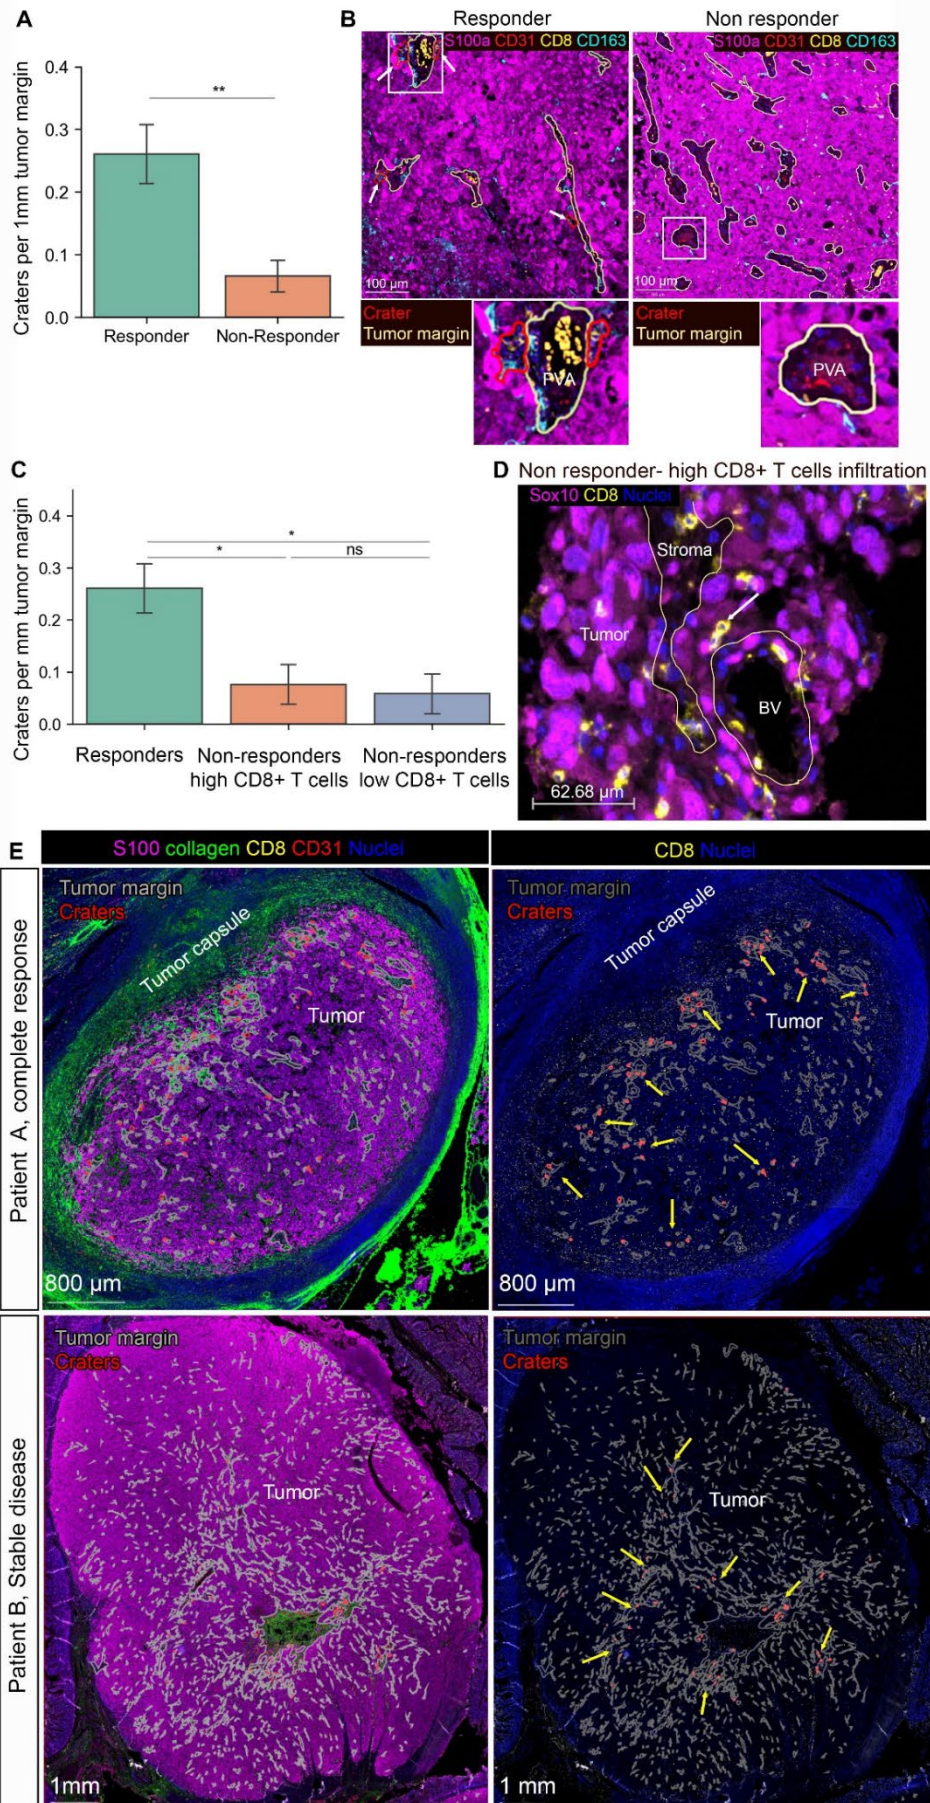 A
Craters per 1mm tumor margin
0.4
0.3
0.2
0.1
0.0
**
Responder
Non-Responder
B
Responder
Non responder
S100a CD31 CD8 CD163
S100a CD31 CD8 CD163
100 µm
100 µm
Crater
Tumor margin
PVA
Crater
Tumor margin
PVA
C
Craters per mm tumor margin
0.4
0.3
0.2
0.1
0.0
*
*
ns
Responders
Non-responders
high CD8+ T cells
Non-responders
low CD8+ T cells
D
Non responder- high CD8+ T cells infiltration
Sox10 CD8 Nuclei
Stroma
Tumor
BV
62.68 µm
E
S100 collagen CD8 CD31 Nuclei
CD8 Nuclei
Patient A, complete response
Tumor margin
Craters
Tumor capsule
Tumor
800 µm
Tumor margin
Craters
Tumor capsule
Tumor
800 µm
Patient B, Stable disease
Tumor margin
Craters
Tumor
1mm
Tumor margin
Craters
Tumor
1 mm